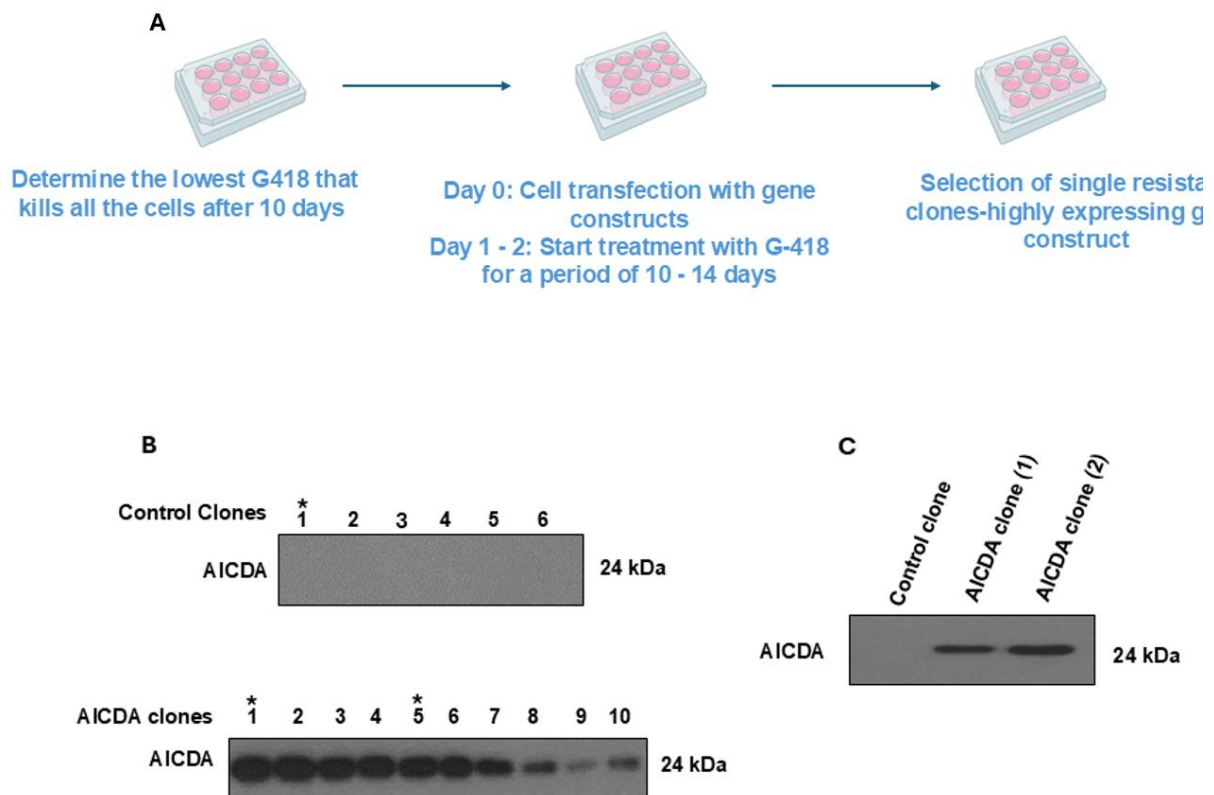 A
Determine the lowest G418 that
kills all the cells after 10 days
Day 0: Cell transfection with gene
constructs
Day 1 - 2: Start treatment with G-418
for a period of 10 - 14 days
Selection of single
clones-highly expressing
construct
B
Control Clones
*
1 2 3 4 5 6
AICDA
24 kDa
AICDA clones
* *
1 2 3 4 5 6 7 8 9 10
AICDA
24 kDa
C
Control clone
AICDA clone (1)
AICDA clone (2)
AICDA
24 kDa